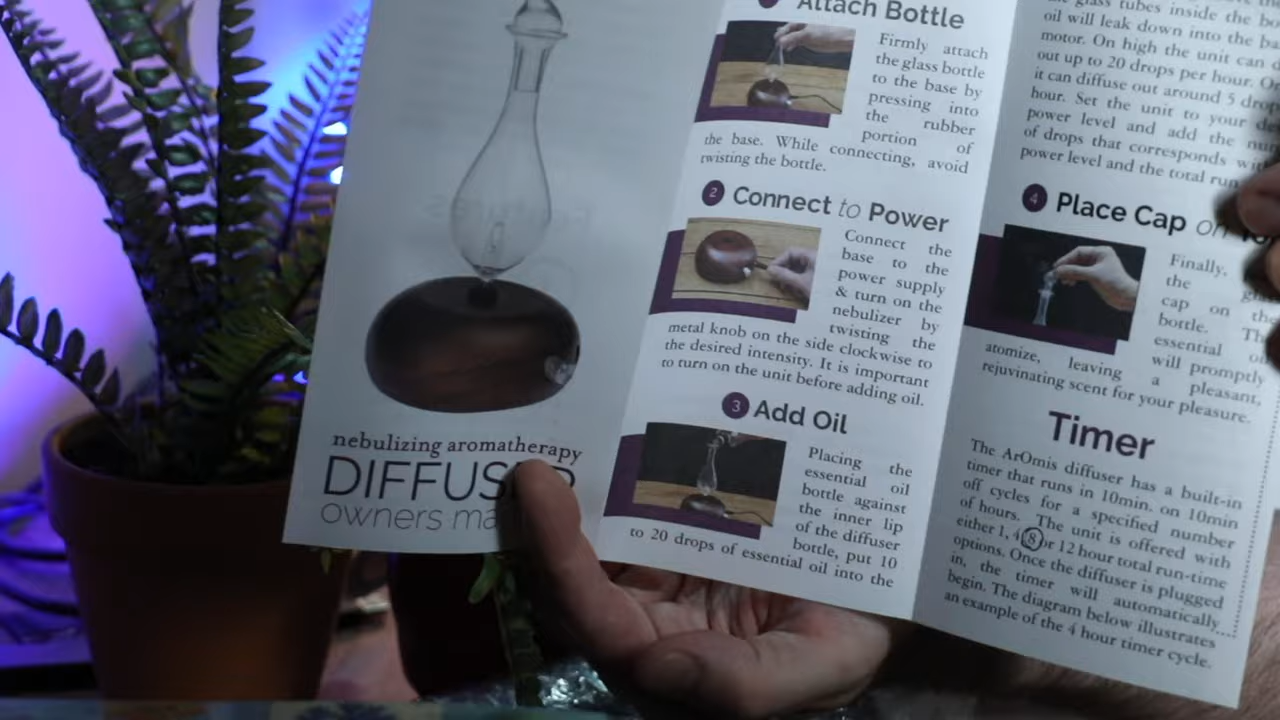 nebulizing aromatherapy
DIFFUSER
owners
Attach Bottle
Firmly attach
the glass bottle
to the base by
pressing into
the rubber
portion of
the base. While connecting, avoid
twisting the bottle.
2 Connect to Power
Connect the
base to the
power supply
& turn on the
nebulizer by
twisting the
metal knob on the side clockwise to
the desired intensity. It is important
to turn on the unit before adding oil.
3 Add Oil
Placing the
essential oil
bottle against
the inner lip
of the diffuser
bottle, put 10
to 20 drops of essential oil into the
glass tubes inside the
oil will leak down into the
motor. On high the unit can
out up to 20 drops per hour.
it can diffuse out around 5
hour. Set the unit to your
power level and add the
of drops that corresponds
power level and the total run
4 Place Cap on
Finally,
the
cap on the
bottle.
essential
will promptly
atomize, leaving a pleasant,
rejuvinating scent for your pleasure.
Timer
The ArOmis diffuser has a built-in
timer that runs in 10min. on 10min
off cycles for a specified number
of hours. The unit is offered with
either 1, 4, 8, or 12 hour total run-time
options. Once the diffuser is plugged
in, the timer will automatically
begin. The diagram below illustrates
an example of the 4 hour timer cycle.